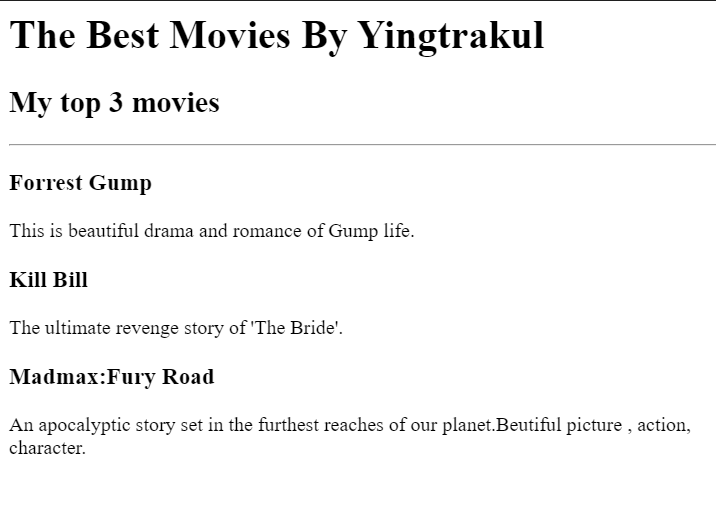 The Best Movies By Yingtrakul
My top 3 movies
Forrest Gump
This is beautiful drama and romance of Gump life.
Kill Bill
The ultimate revenge story of 'The Bride'.
Madmax:Fury Road
An apocalyptic story set in the furthest reaches of our planet.Beutiful picture , action,
character.